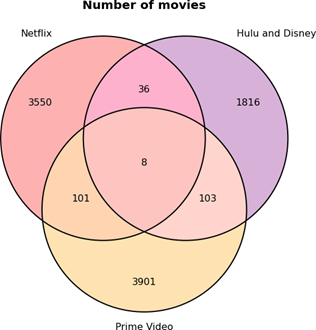 Number of movies
Netflix
Hulu and Disney
36
3550
1816
8
101
103
3901
Prime Video